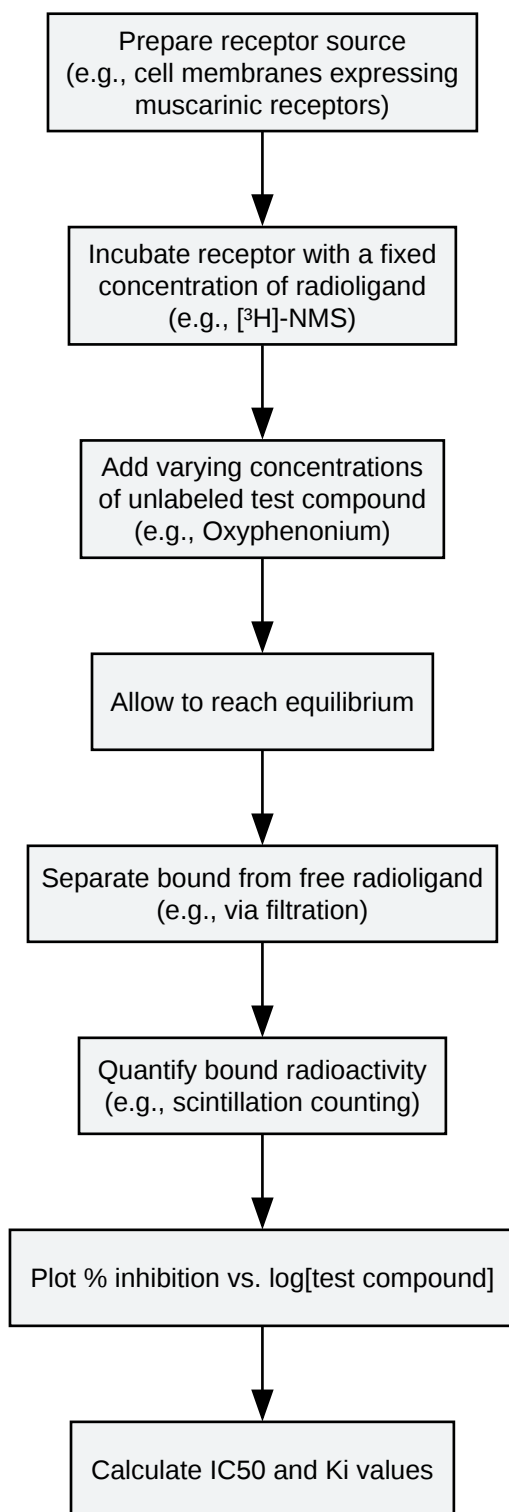 Prepare receptor source
(e.g., cell membranes expressing
muscarinic receptors)
Incubate receptor with a fixed
concentration of radioligand
(e.g., [³H]-NMS)
Add varying concentrations
of unlabeled test compound
(e.g., Oxyphenonium)
Allow to reach equilibrium
Separate bound from free radioligand
(e.g., via filtration)
Quantify bound radioactivity
(e.g., scintillation counting)
Plot % inhibition vs. log[test compound]
Calculate IC50 and Ki values